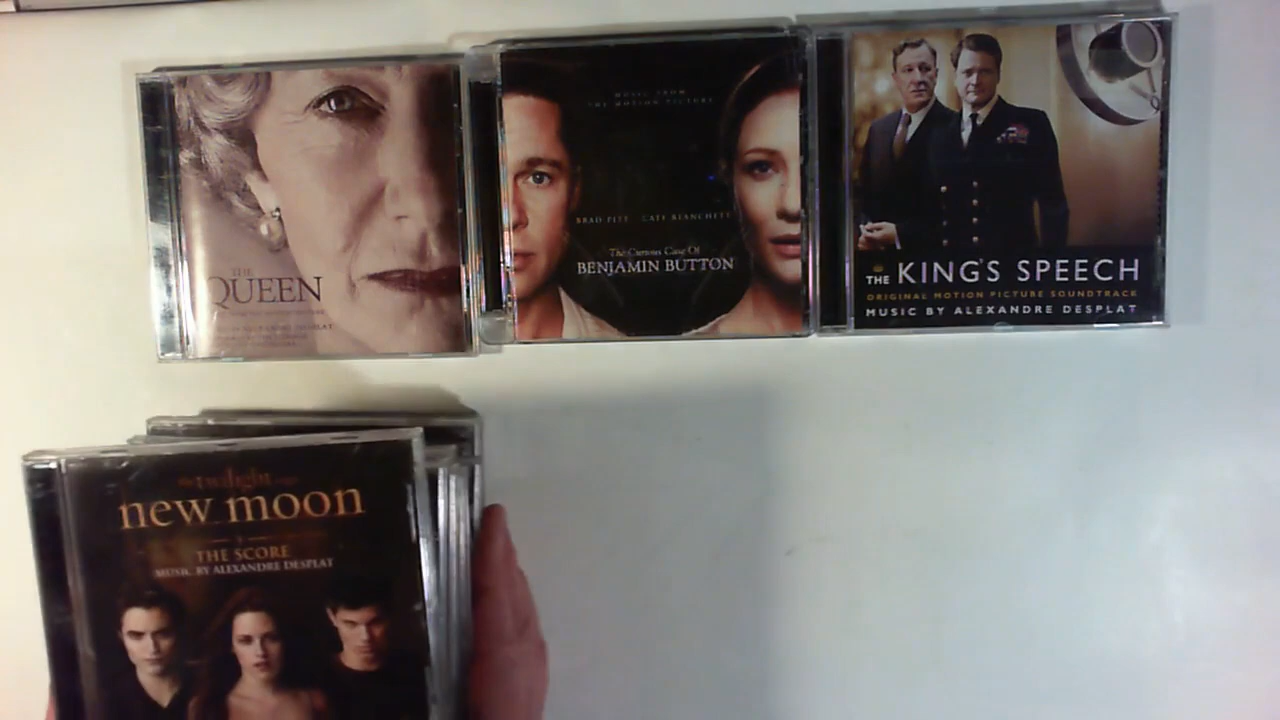 THE
QUEEN
MUSIC FROM
THE MOTION PICTURE
BRAD PITT CATE BLANCHETT
The Curious Case Of
BENJAMIN BUTTON
THE KING'S SPEECH
ORIGINAL MOTION PICTURE SOUNDTRACK
MUSIC BY ALEXANDRE DESPLAT
the twilight saga
new moon
THE SCORE
MUSIC BY ALEXANDRE DESPLAT